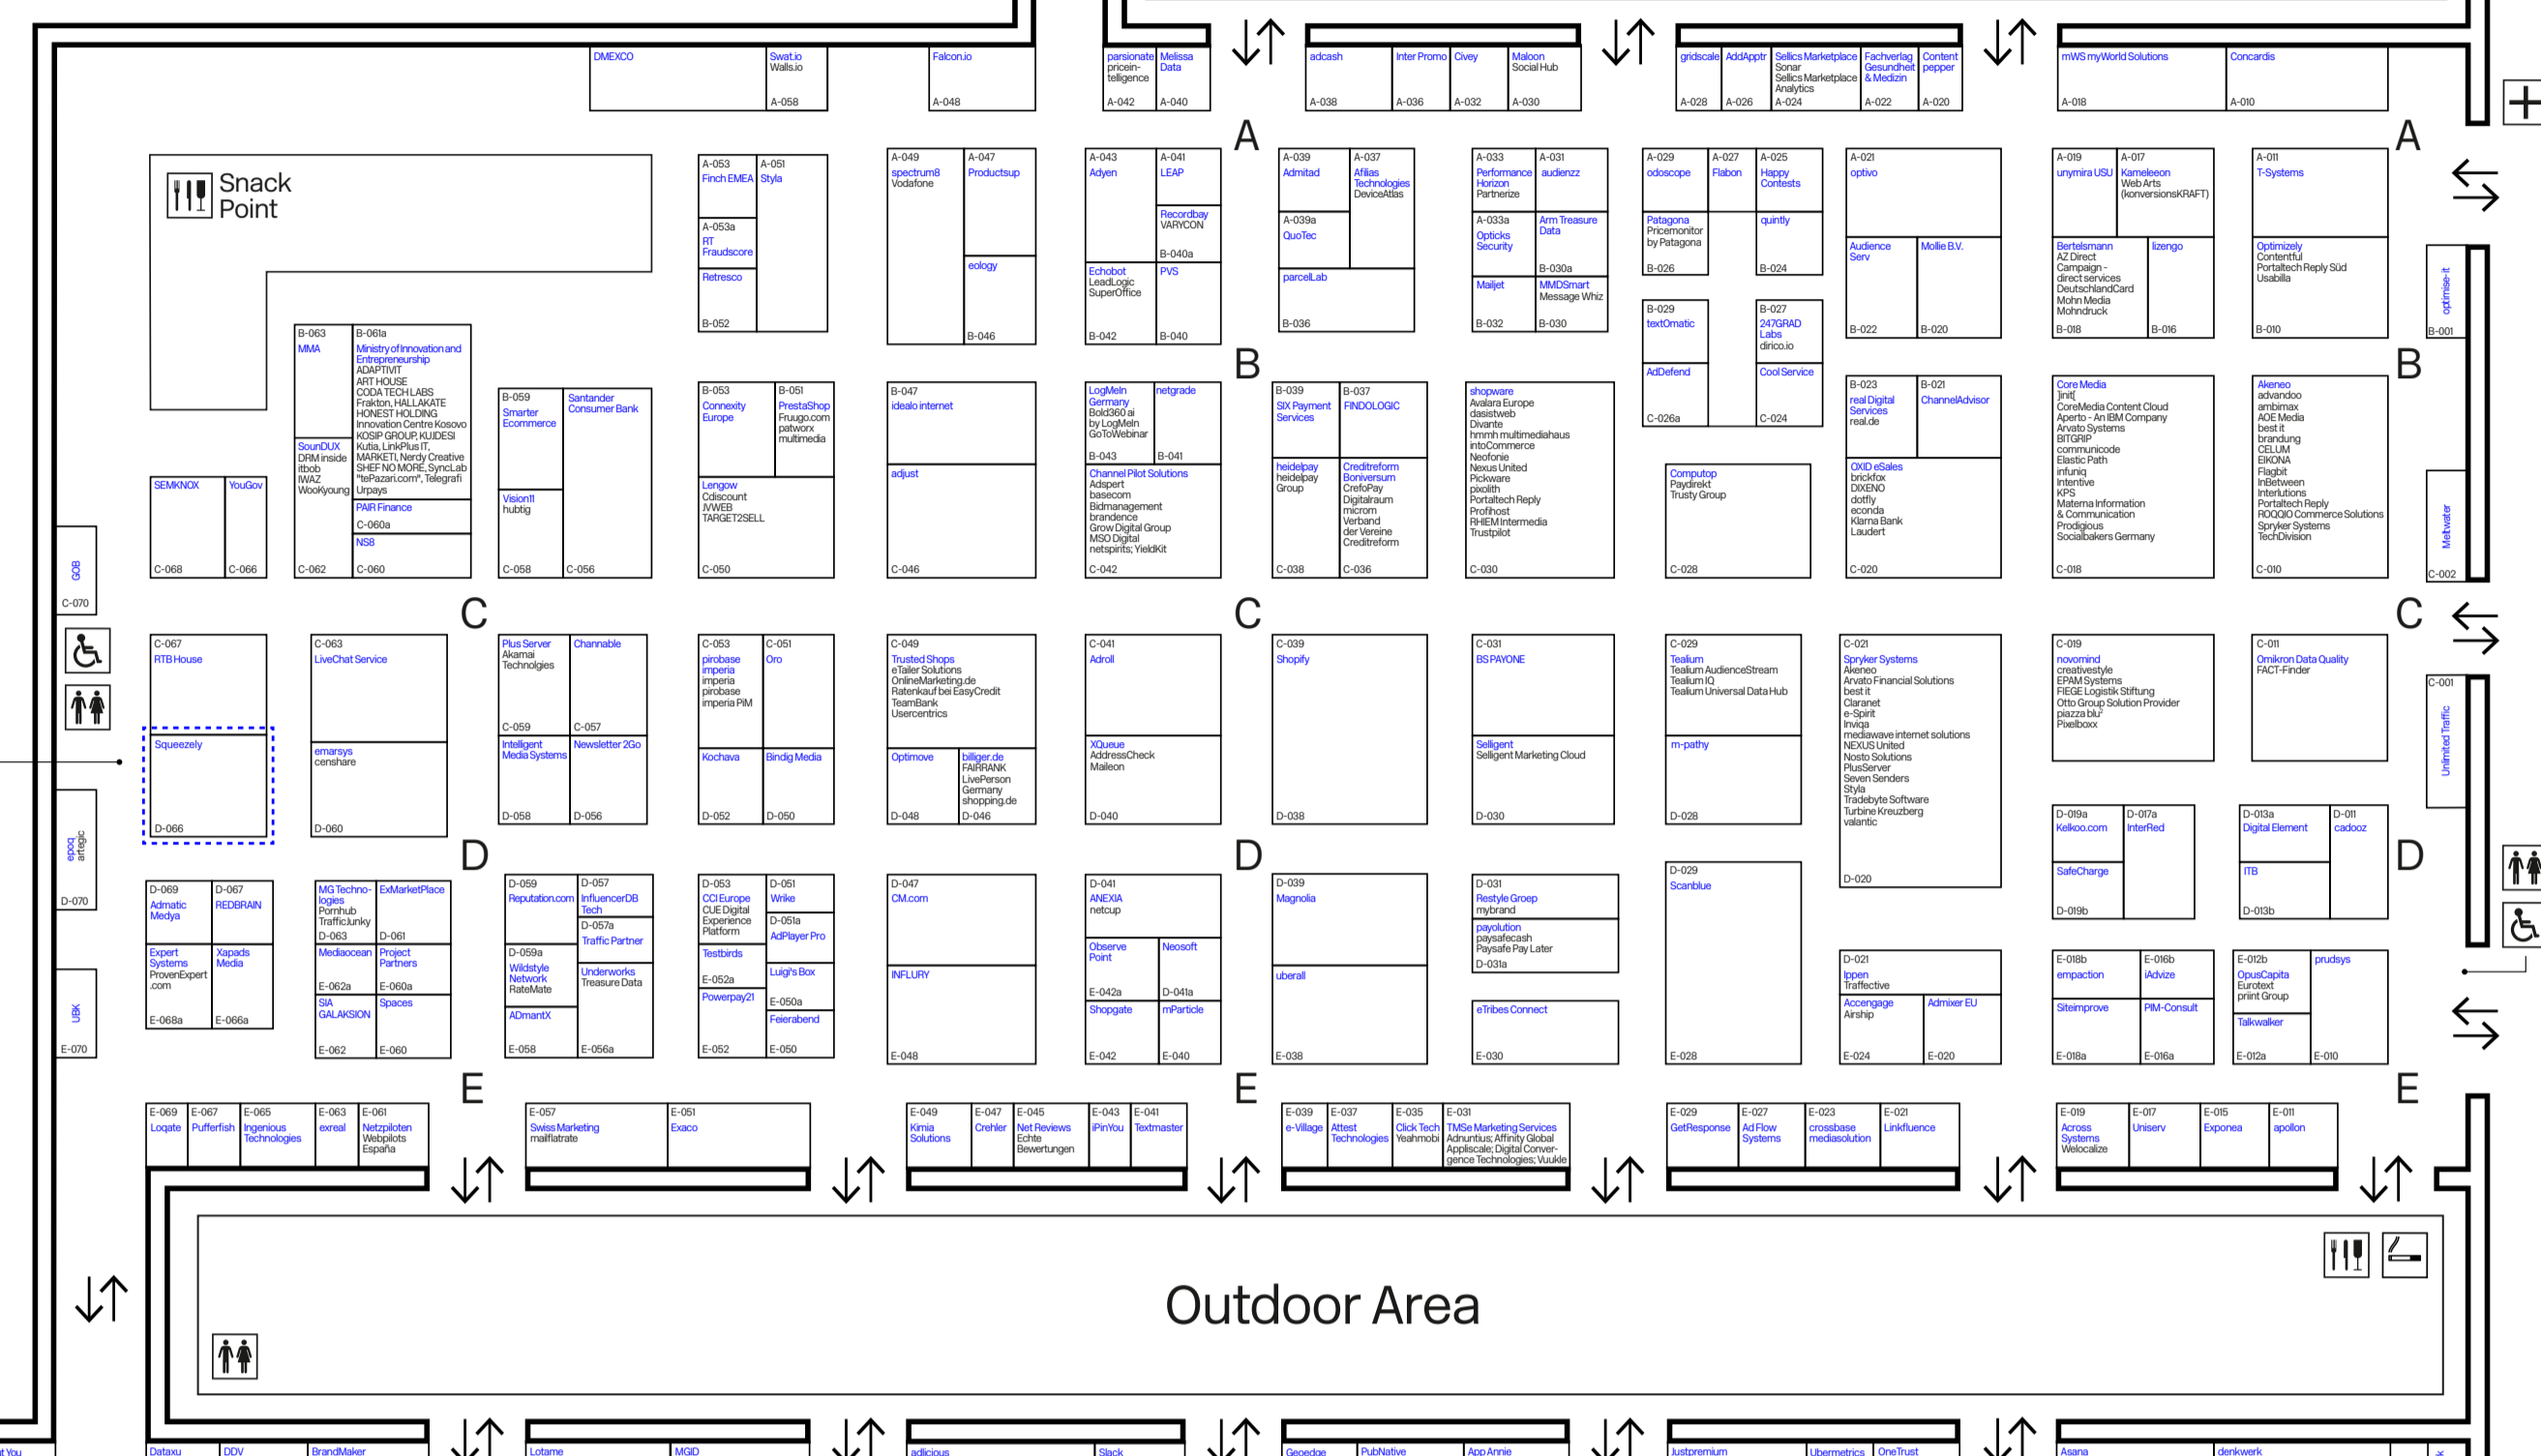 DMEXCO
Swat.io
Walls.io
A-058
Falcon.io
A-048
parsionate
pricein-
telligence
A-042
Melissa
Data
A-040
adcash
A-038
Inter Promo
A-036
Civey
A-032
Maloon
Social Hub
A-030
gridscale
A-028
AddApptr
A-026
Sellics Marketplace
Sonar
Sellics Marketplace
Analytics
A-024
Fachverlag
Gesundheit
& Medizin
A-022
Content
pepper
A-020
mWS myWorld Solutions
A-018
Concardis
A-010
A
A
Snack
Point
A-053
Finch EMEA
A-051
Styla
A-053a
RT
Fraudscore
Retresco
B-052
A-049
spectrum8
Vodafone
A-047
Productsup
eology
B-046
A-043
Adyen
A-041
LEAP
Recordbay
VARYCON
B-040a
Echobot
LeadLogic
SuperOffice
B-042
PVS
B-040
A-039
Admitad
A-037
Afilias
Technologies
DeviceAtlas
A-039a
QuoTec
parcelLab
B-036
A-033
Performance
Horizon
Partnerize
A-031
audienzz
A-033a
Opticks
Security
Arm Treasure
Data
B-030a
Mailjet
B-032
MMDSmart
Message Whiz
B-030
A-029
odoscope
A-027
Flabon
A-025
Happy
Contests
Patagona
Pricemonitor
by Patagona
B-026
quintly
B-024
A-021
optivo
Audience
Serv
B-022
Mollie B.V.
B-020
A-019
unymira USU
A-017
Kameleeon
Web Arts
(konversionsKRAFT)
Bertelsmann
AZ Direct
Campaign -
direct services
DeutschlandCard
Mohn Media
Mohndruck
B-018
lizengo
B-016
A-011
T-Systems
Optimizely
Contentful
Portaltech Reply Süd
Usabilla
B-010
optimise-it
B-001
B
B
B-063
MMA
B-061a
Ministry of Innovation and
Entrepreneurship
ADAPTIVIT
ART HOUSE
CODA TECH LABS
Frakton, HALLAKATE
HONEST HOLDING
Innovation Centre Kosovo
KOSIP GROUP, KUJDESI
Kutia, LinkPlus IT,
MARKETI, Nerdy Creative
SHEF NO MORE, SyncLab
"tePazari.com", Telegrafi
Urpays
SounDUX
DRM inside
itbob
IWAZ
WooKyoung
C-062
PAIR Finance
C-060a
NS8
C-060
SEMKNOX
C-068
YouGov
C-066
B-059
Smarter
Ecommerce
Santander
Consumer Bank
Vision11
hubtig
C-058
C-056
B-053
Connexity
Europe
B-051
PrestaShop
Fruugo.com
patworx
multimedia
Lengow
Cdiscount
JVWEB
TARGET2SELL
C-050
B-047
idealo internet
adjust
C-046
LogMeIn
Germany
Bold360 ai
by LogMeIn
GoToWebinar
B-043
netgrade
B-041
Channel Pilot Solutions
Adspert
basecom
Bidmanagement
brandence
Grow Digital Group
MSO Digital
netspirits; YieldKit
C-042
B-039
SIX Payment
Services
B-037
FINDOLOGIC
heidelpay
heidelpay
Group
C-038
Creditreform
Boniversum
CrefoPay
Digitalraum
microm
Verband
der Vereine
Creditreform
C-036
shopware
Avalara Europe
dasistweb
Divante
hmmh multimediahaus
intoCommerce
Neofonie
Nexus United
Pickware
pixolith
Portaltech Reply
Profihost
RHIEM Intermedia
Trustpilot
C-030
B-029
textOmatic
B-027
247GRAD
Labs
dirico.io
AdDefend
C-026a
Cool Service
C-024
Computop
Paydirekt
Trusty Group
C-028
B-023
real Digital
Services
real.de
B-021
ChannelAdvisor
OXID eSales
brickfox
DIXENO
dotfly
econda
Klarna Bank
Laudert
C-020
Core Media
]init[
CoreMedia Content Cloud
Aperto - An IBM Company
Arvato Systems
BITGRIP
communicode
Elastic Path
infuniq
Intentive
KPS
Materna Information
& Communication
Prodigious
Socialbakers Germany
C-018
Akeneo
advandoo
ambimax
AOE Media
best it
brandung
CELUM
EIKONA
Flagbit
InBetween
Interlutions
Portaltech Reply
ROQQIO Commerce Solutions
Spryker Systems
TechDivision
C-010
Meltwater
C-002
GOB
C-070
C
C
C
C-067
RTB House
Squeezely
D-066
C-063
LiveChat Service
emarsys
censhare
D-060
Plus Server
Akamai
Technolgies
C-059
Channable
C-057
Intelligent
Media Systems
D-058
Newsletter 2Go
D-056
C-053
pirobase
imperia
imperia
pirobase
imperia PiM
C-051
Oro
Kochava
D-052
Bindig Media
D-050
C-049
Trusted Shops
eTailer Solutions
OnlineMarketing.de
Ratenkauf bei EasyCredit
TeamBank
Usercentrics
Optimove
D-048
billiger.de
FAIRRANK
LivePerson
Germany
shopping.de
D-046
C-041
Adroll
XQueue
AddressCheck
Maileon
D-040
C-039
Shopify
D-038
C-031
BS PAYONE
Selligent
Selligent Marketing Cloud
D-030
C-029
Tealium
Tealium AudienceStream
Tealium IQ
Tealium Universal Data Hub
m-pathy
D-028
C-021
Spryker Systems
Akeneo
Arvato Financial Solutions
best it
Claranet
e-Spirit
Inviqa
mediawave internet solutions
NEXUS United
Nosto Solutions
PlusServer
Seven Senders
Styla
Tradebyte Software
Turbine Kreuzberg
valantic
D-020
C-019
novomind
creativestyle
EPAM Systems
FIEGE Logistik Stiftung
Otto Group Solution Provider
piazza blu²
Pixelboxx
C-011
Omikron Data Quality
FACT-Finder
C-001
Unlimited Traffic
D-019a
Kelkoo.com
D-017a
InterRed
SafeCharge
D-019b
D-013a
Digital Element
D-011
cadooz
ITB
D-013b
epoq
artegic
D-070
D
D
D
D-069
Admatic
Medya
D-067
REDBRAIN
Expert
Systems
ProvenExpert
.com
E-068a
Xapads
Media
E-066a
MG Techno-
logies
Pornhub
TrafficJunky
D-063
ExMarketPlace
D-061
Mediaocean
E-062a
Project
Partners
E-060a
SIA
GALAKSION
E-062
Spaces
E-060
D-059
Reputation.com
D-057
InfluencerDB
Tech
D-057a
Traffic Partner
D-059a
Wildstyle
Network
RateMate
Underworks
Treasure Data
ADmantX
E-058
E-056a
D-053
CCI Europe
CUE Digital
Experience
Platform
D-051
Wrike
D-051a
AdPlayer Pro
Testbirds
E-052a
Luigi's Box
E-050a
Powerpay21
E-052
Feierabend
E-050
D-047
CM.com
INFLURY
E-048
D-041
ANEXIA
netcup
Observe
Point
E-042a
Neosoft
D-041a
Shopgate
E-042
mParticle
E-040
D-039
Magnolia
uberall
E-038
D-031
Restyle Groep
mybrand
payolution
paysafecash
Paysafe Pay Later
D-031a
eTribes Connect
E-030
D-029
Scanblue
E-028
D-021
Ippen
Traffective
Accengage
Airship
E-024
Admixer EU
E-020
E-018b
empaction
E-016b
iAdvize
Siteimprove
E-018a
PIM-Consult
E-016a
E-012b
OpusCapita
Eurotext
priint Group
prudsys
Talkwalker
E-012a
E-010
UBK
E-070
E
E
E
E-069
Loqate
E-067
Pufferfish
E-065
Ingenious
Technologies
E-063
exreal
E-061
Netzpiloten
Webpilots
España
E-057
Swiss Marketing
mailflatrate
E-051
Exaco
E-049
Kimia
Solutions
E-047
Crehler
E-045
Net Reviews
Echte
Bewertungen
E-043
iPinYou
E-041
Textmaster
E-039
e-Village
E-037
Attest
Technologies
E-035
Click Tech
Yeahmobi
E-031
TMSe Marketing Services
Adnuntius; Affinity Global
Appliscale; Digital Conver-
gence Technologies; Vuukle
E-029
GetResponse
E-027
Ad Flow
Systems
E-023
crossbase
mediasolution
E-021
Linkfluence
E-019
Across
Systems
Welocalize
E-017
Uniserv
E-015
Exponea
E-011
apollon
Outdoor Area
t You
Dataxu
DDV
BrandMaker
Lotame
MGID
adlicious
Slack
Geoedge
PubNative
App Annie
Justpremium
Ubermetrics
OneTrust
Asana
denkwerk